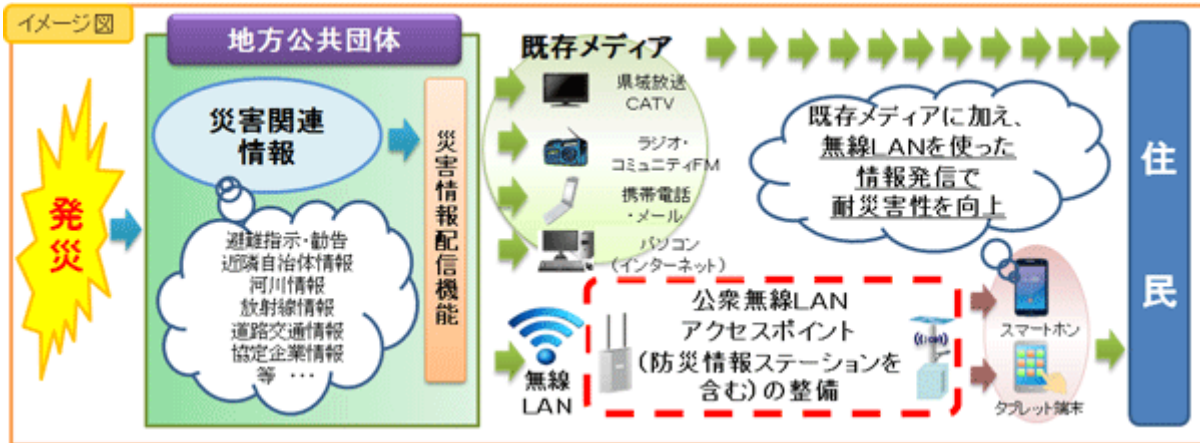 イメージ図
発災
地方公共団体
災害関連
情報
避難指示・勧告
近隣自治体情報
河川情報
放射線情報
道路交通情報
協定企業情報
等 …
災害情報配信機能
既存メディア
県域放送
CATV
ラジオ・
コミュニティFM
携帯電話
・メール
パソコン
(インターネット)
無線
LAN
公衆無線LAN
アクセスポイント
(防災情報ステーションを
含む)の整備
既存メディアに加え、
無線LANを使った
情報発信で
耐災害性を向上
スマートホン
タブレット端末
住民